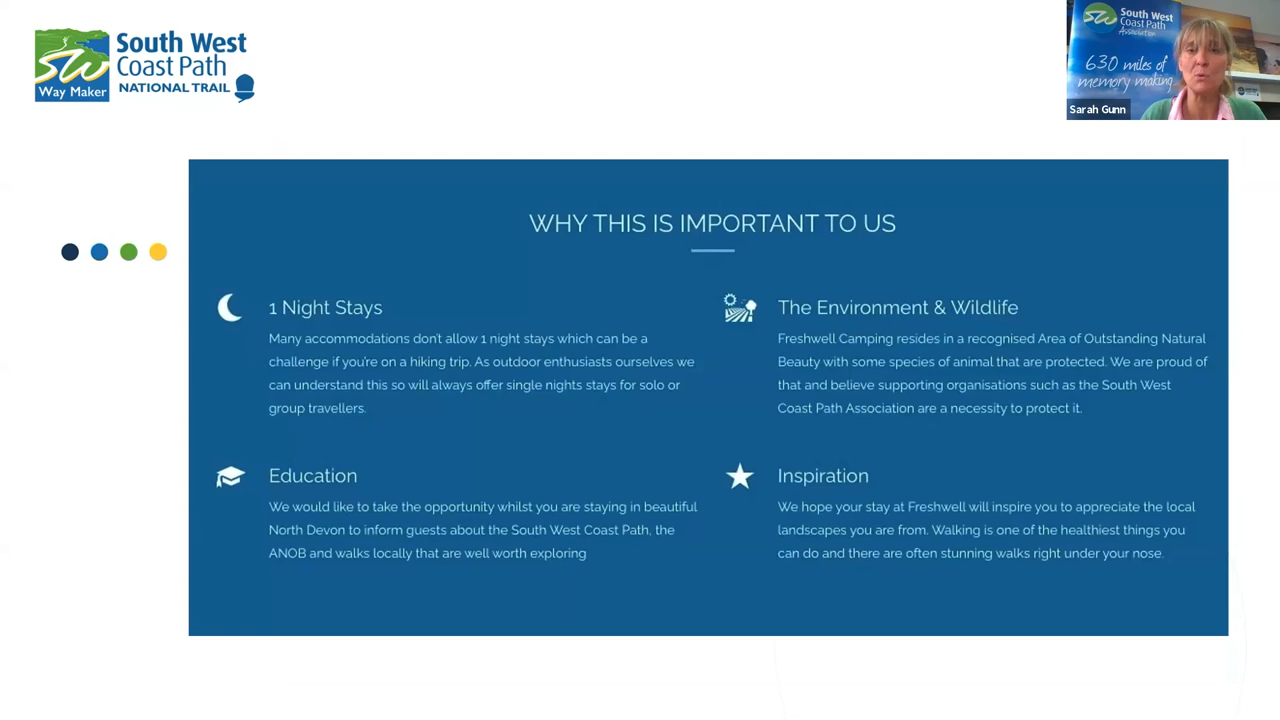 South West
Coast Path
NATIONAL TRAIL
sw
Way Maker
South West
Coast Path
Association
630 miles of
memory making
Sarah Gunn
WHY THIS IS IMPORTANT TO US
1 Night Stays
Many accommodations don't allow 1 night stays which can be a
challenge if you're on a hiking trip. As outdoor enthusiasts ourselves we
can understand this so will always offer single nights stays for solo or
group travellers.
The Environment & Wildlife
Freshwell Camping resides in a recognised Area of Outstanding Natural
Beauty with some species of animal that are protected. We are proud of
that and believe supporting organisations such as the South West
Coast Path Association are a necessity to protect it.
Education
We would like to take the opportunity whilst you are staying in beautiful
North Devon to inform guests about the South West Coast Path, the
ANOB and walks locally that are well worth exploring
Inspiration
We hope your stay at Freshwell will inspire you to appreciate the local
landscapes you are from. Walking is one of the healthiest things you
can do and there are often stunning walks right under your nose.